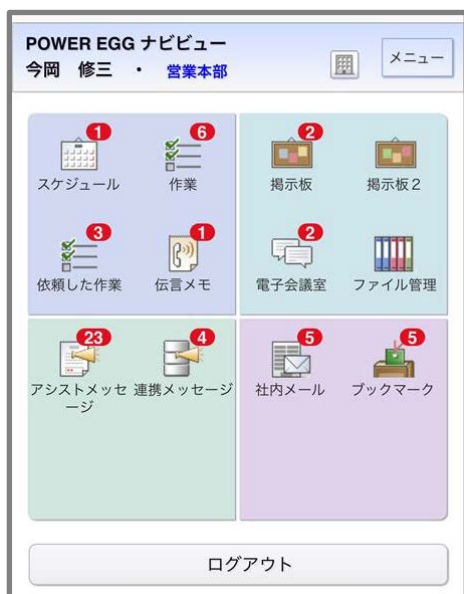 POWER EGG ナビビュー
今岡 修三 ・ 営業本部
メニュー
1
6
2
スケジュール
作業
掲示板
掲示板2
3
1
2
依頼した作業
伝言メモ
電子会議室
ファイル管理
23
4
5
5
アシストメッセ
ージ
連携メッセージ
社内メール
ブックマーク
ログアウト